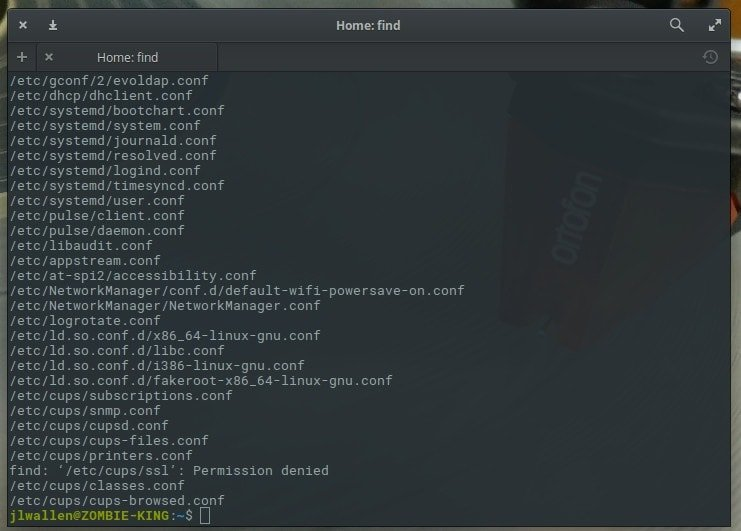 Home: find
Home: find
/etc/gconf/2/evoldap.conf
/etc/dhcp/dhclient.conf
/etc/systemd/bootchart.conf
/etc/systemd/system.conf
/etc/systemd/journald.conf
/etc/systemd/resolved.conf
/etc/systemd/logind.conf
/etc/systemd/timesyncd.conf
/etc/systemd/user.conf
/etc/pulse/client.conf
/etc/pulse/daemon.conf
/etc/libaudit.conf
/etc/appstream.conf
/etc/at-spi2/accessibility.conf
/etc/NetworkManager/conf.d/default-wifi-powersave-on.conf
/etc/NetworkManager/NetworkManager.conf
/etc/logrotate.conf
/etc/ld.so.conf.d/x86_64-linux-gnu.conf
/etc/ld.so.conf.d/libc.conf
/etc/ld.so.conf.d/i386-linux-gnu.conf
/etc/ld.so.conf.d/fakeroot-x86_64-linux-gnu.conf
/etc/cups/subscriptions.conf
/etc/cups/snmp.conf
/etc/cups/cupsd.conf
/etc/cups/cups-files.conf
/etc/cups/printers.conf
find: ‘/etc/cups/ssl’: Permission denied
/etc/cups/classes.conf
/etc/cups/cups-browsed.conf
jlwallen@ZOMBIE-KING:~$
ortofon